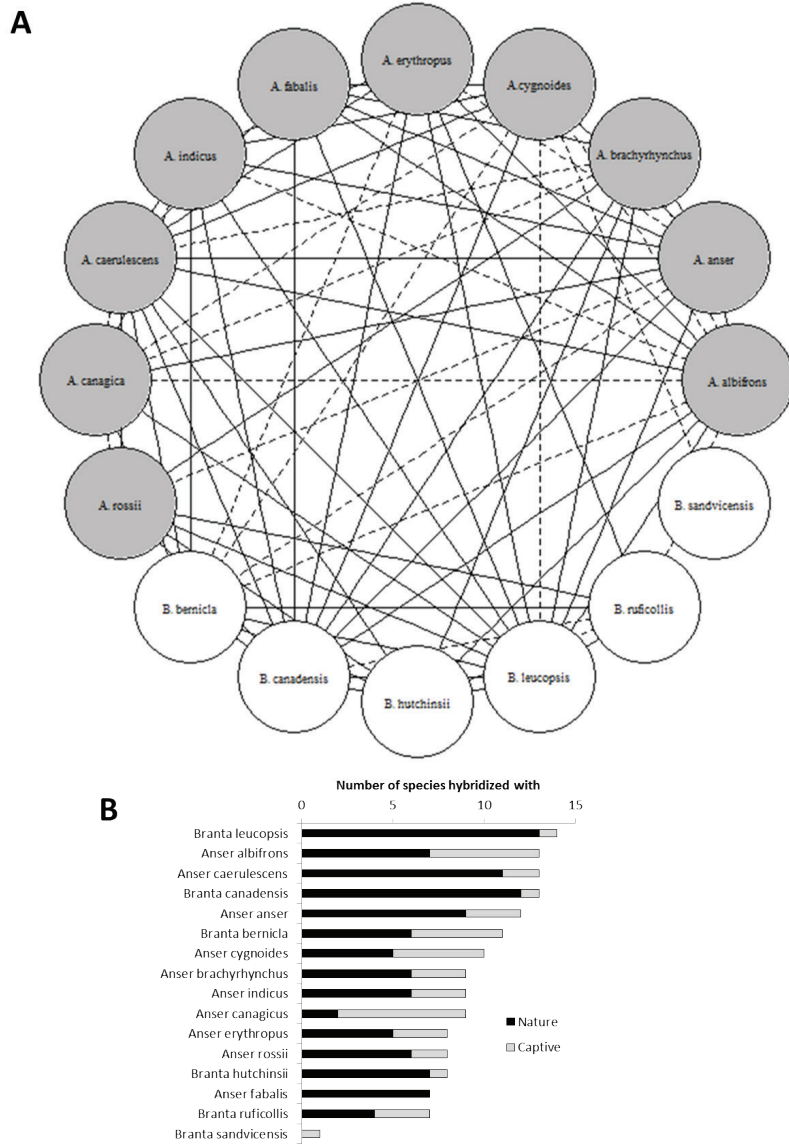 A
A. erythropus
A. fabalis
A.cygnoides
A. indicus
A. brachyrhynchus
A. caerulescens
A. anser
A. canagica
A. albifrons
A. rossii
B. sandvicensis
B. bernicla
B. ruficollis
B. canadensis
B. leucopsis
B. hutchinsii
B
Number of species hybridized with
0 5 10 15
Branta leucopsis
Anser albifrons
Anser caerulescens
Branta canadensis
Anser anser
Branta bernicla
Anser cygnoides
Anser brachyrhynchus
Anser indicus
Anser canagicus
Anser erythropus
Anser rossii
Branta hutchinsii
Anser fabalis
Branta ruficollis
Branta sandvicensis
Nature
Captive